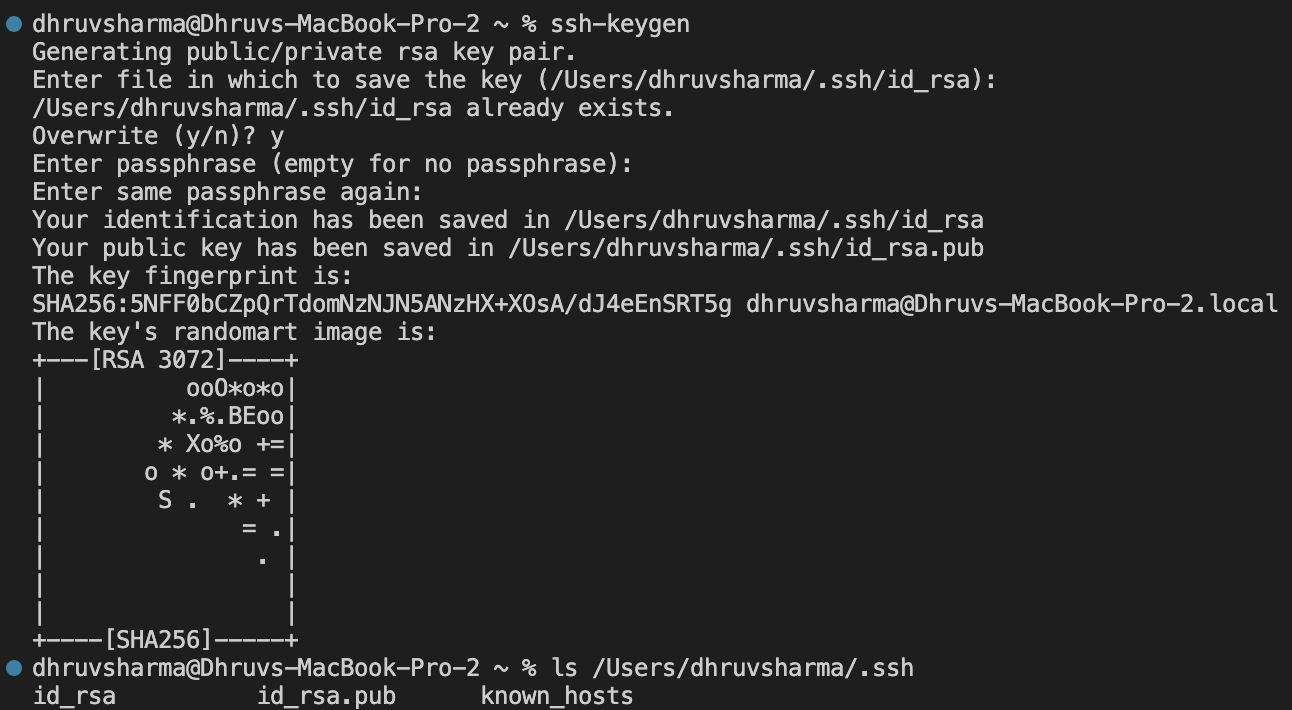 dhruvsharma@Dhruvs-MacBook-Pro-2 ~ % ssh-keygen
Generating public/private rsa key pair.
Enter file in which to save the key (/Users/dhruvsharma/.ssh/id_rsa):
/Users/dhruvsharma/.ssh/id_rsa already exists.
Overwrite (y/n)? y
Enter passphrase (empty for no passphrase):
Enter same passphrase again:
Your identification has been saved in /Users/dhruvsharma/.ssh/id_rsa
Your public key has been saved in /Users/dhruvsharma/.ssh/id_rsa.pub
The key fingerprint is:
SHA256:5NFF0bCZpQrTdomNzNJN5ANzHX+XOsA/dJ4eEnSRT5g dhruvsharma@Dhruvs-MacBook-Pro-2.local
The key's randomart image is:
+---[RSA 3072]----+
|          ooO*o*o|
|         *.%.BEoo|
|        * Xo%o +=|
|       o * o+.= =|
|        S .  * + |
|              = .|
|               . |
|                 |
|                 |
+----[SHA256]-----+
dhruvsharma@Dhruvs-MacBook-Pro-2 ~ % ls /Users/dhruvsharma/.ssh
id_rsa          id_rsa.pub      known_hosts